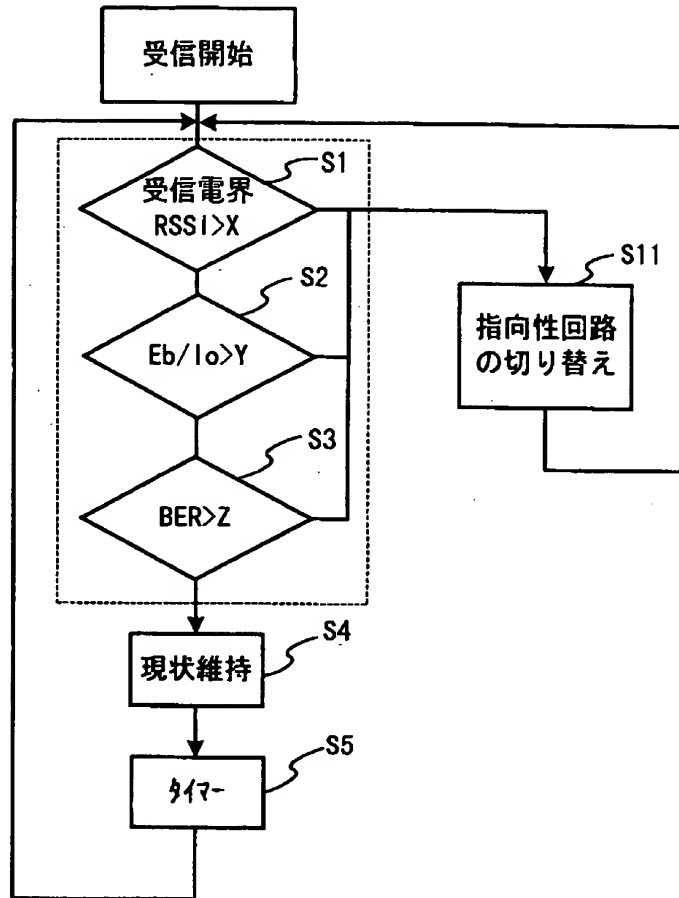 受信開始
S1
受信電界
RSSI>X
S2
Eb/Io>Y
S11
指向性回路
の切り替え
S3
BER>Z
S4
現状維持
S5
タイマー